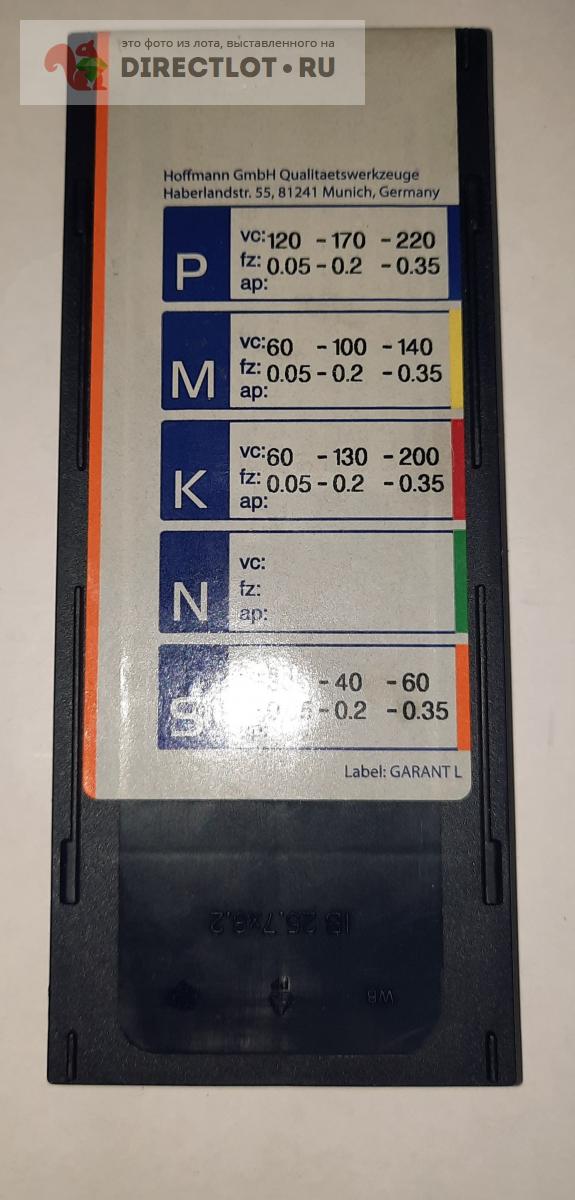 это фото из лота, выставленного на
DIRECTLOT.RU
Hoffmann GmbH Qualitaetswerkzeuge
Haberlandstr. 55, 81241 Munich, Germany
P
vc:120 - 170 - 220
fz: 0.05 - 0.2 - 0.35
ap:
M
vc:60 - 100 - 140
fz: 0.05 - 0.2 - 0.35
ap:
K
vc:60 - 130 - 200
fz: 0.05 - 0.2 - 0.35
ap:
N
vc:
fz:
ap:
S
- 40 - 60
- 0.2 - 0.35
Label: GARANT L
WB